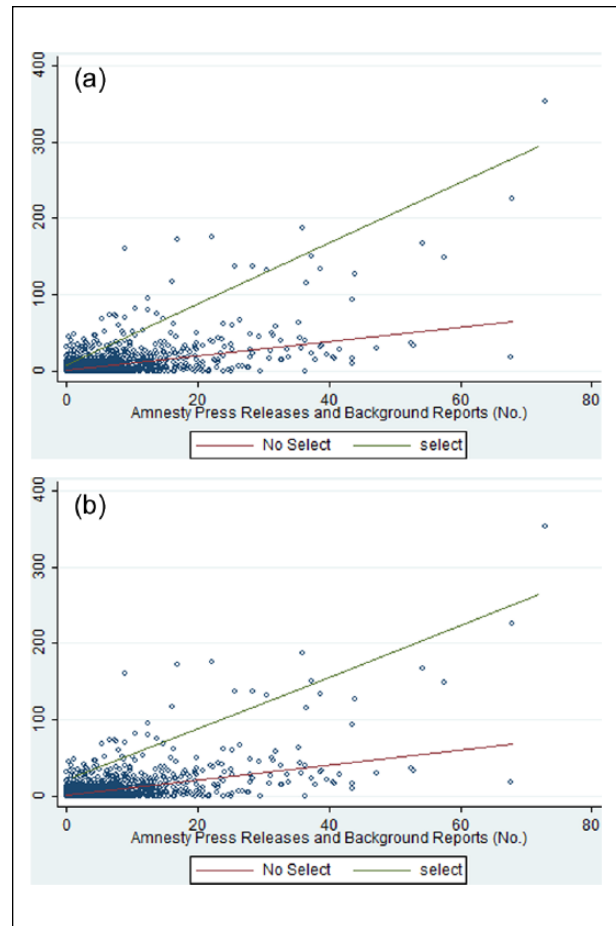 (a)
400
300
200
100
0
0 20 40 60 80
Amnesty Press Releases and Background Reports (No.)
No Select select
(b)
400
300
200
100
0
0 20 40 60 80
Amnesty Press Releases and Background Reports (No.)
No Select select